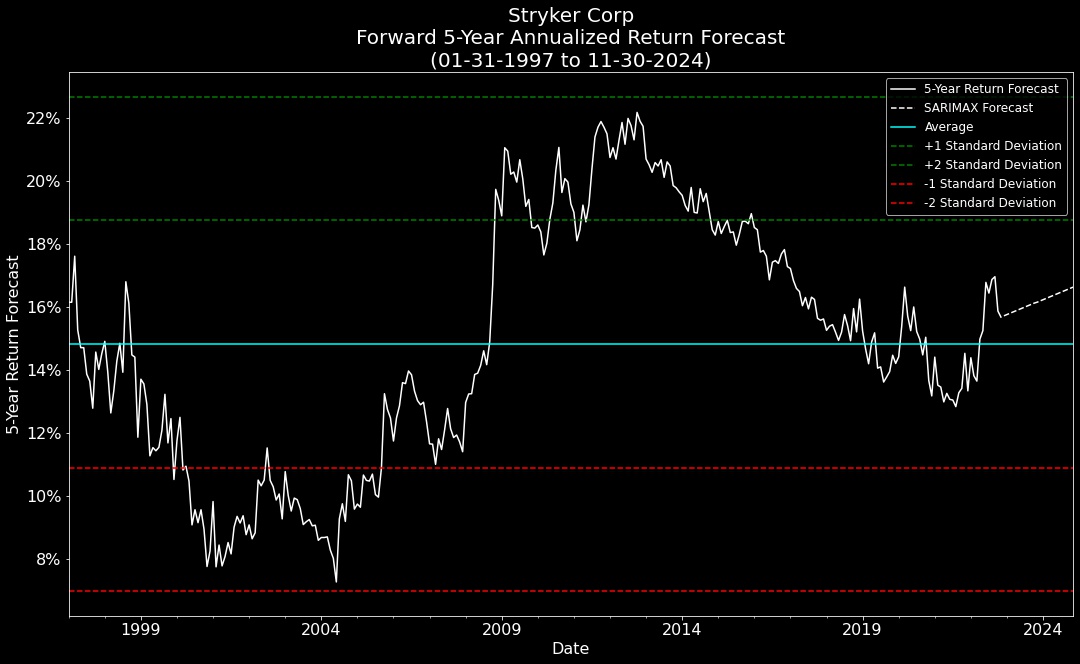 Stryker Corp
Forward 5-Year Annualized Return Forecast
(01-31-1997 to 11-30-2024)
5-Year Return Forecast
SARIMAX Forecast
Average
+1 Standard Deviation
+2 Standard Deviation
-1 Standard Deviation
-2 Standard Deviation
5-Year Return Forecast
22%
20%
18%
16%
14%
12%
10%
8%
1999
2004
2009
2014
2019
2024
Date